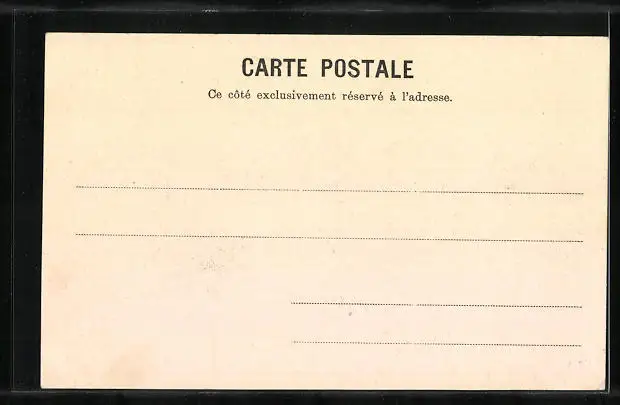 CARTE POSTALE
Ce côté exclusivement réservé à l'adresse.